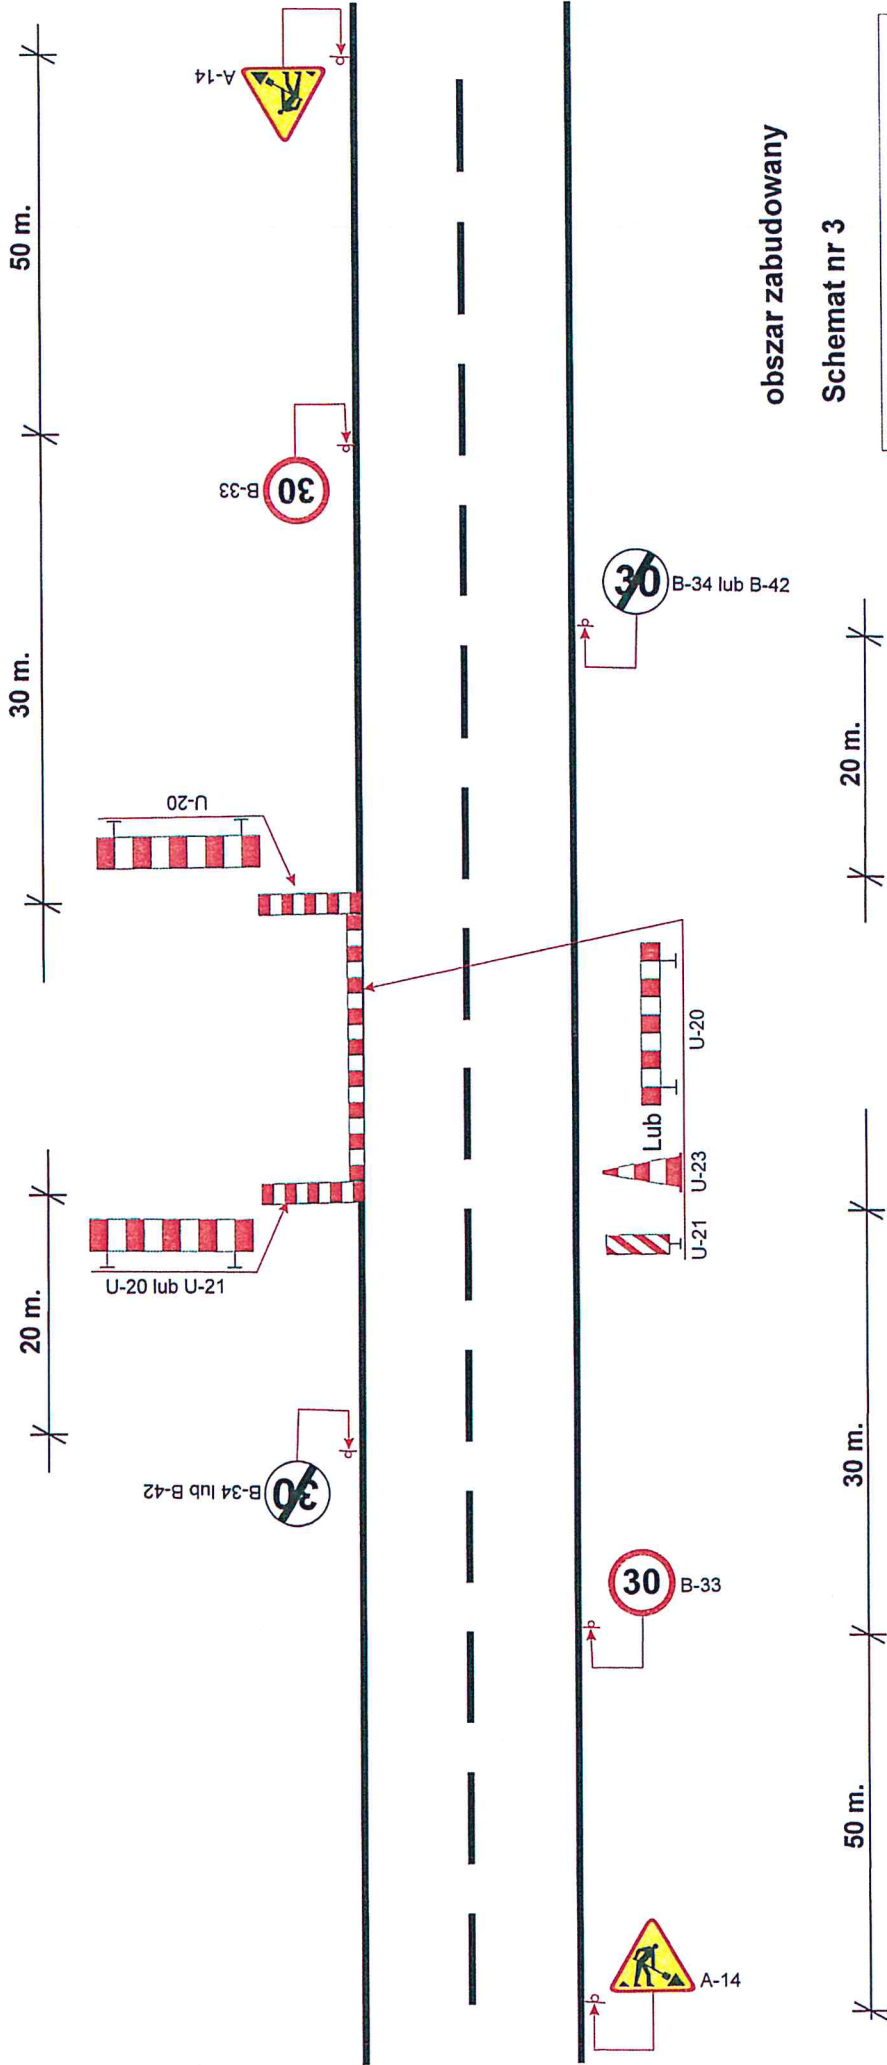 50 m.
30 m.
20 m.
A-14
B-33
30
U-20
U-20 lub U-21
B-34 lub B-42
30
30
B-34 lub B-42
Lub
U-20
U-23
U-21
30
B-33
A-14
20 m.
30 m.
50 m.
obszar zabudowany
Schemat nr 3